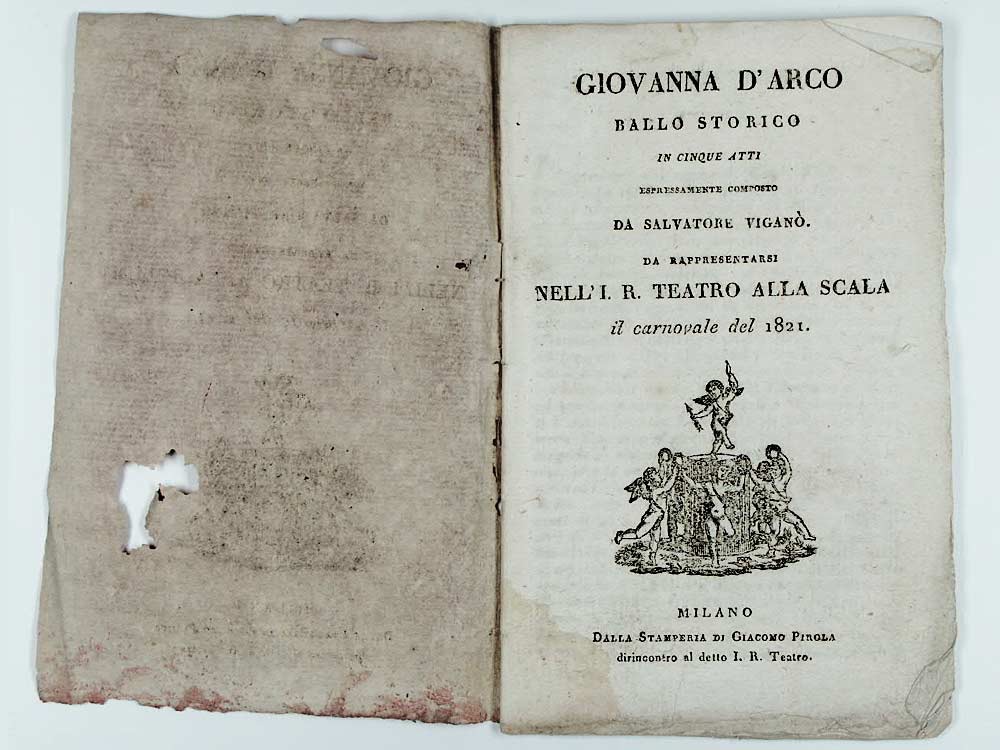 GIOVANNA D'ARCO
BALLO STORICO
IN CINQUE ATTI
ESPRESSAMENTE COMPOSTO
DA SALVATORE VIGANÒ.
DA RAPPRESENTARSI
NELL'I. R. TEATRO ALLA SCALA
il carnovale del 1821.
MILANO
DALLA STAMPERIA DI GIACOMO PIROLA
dirincontro al detto I. R. Teatro.